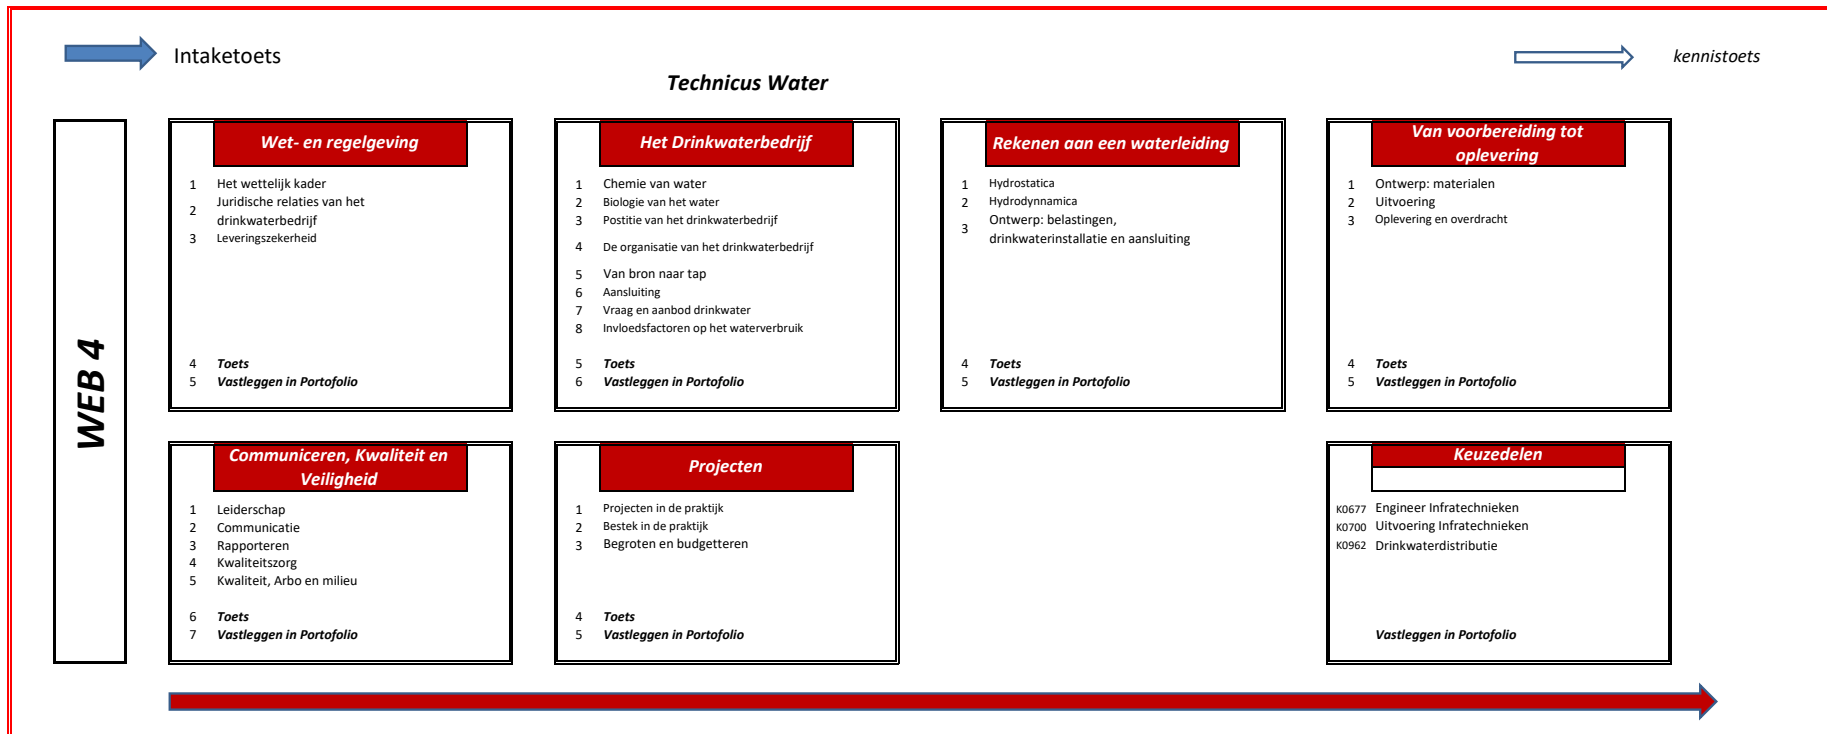 Intaketoets
kennistoets
Technicus Water
WEB 4
Wet- en regelgeving
1 Het wettelijk kader
2 Juridische relaties van het
drinkwaterbedrijf
3 Leveringszekerheid
4 Toets
5 Vastleggen in Portofolio
Het Drinkwaterbedrijf
1 Chemie van water
2 Biologie van het water
3 Postitie van het drinkwaterbedrijf
4 De organisatie van het drinkwaterbedrijf
5 Van bron naar tap
6 Aansluiting
7 Vraag en aanbod drinkwater
8 Invloedsfactoren op het waterverbruik
5 Toets
6 Vastleggen in Portofolio
Rekenen aan een waterleiding
1 Hydrostatica
2 Hydrodynnamica
3 Ontwerp: belastingen,
drinkwaterinstallatie en aansluiting
4 Toets
5 Vastleggen in Portofolio
Van voorbereiding tot
oplevering
1 Ontwerp: materialen
2 Uitvoering
3 Oplevering en overdracht
4 Toets
5 Vastleggen in Portofolio
Communiceren, Kwaliteit en
Veiligheid
1 Leiderschap
2 Communicatie
3 Rapporteren
4 Kwaliteitszorg
5 Kwaliteit, Arbo en milieu
6 Toets
7 Vastleggen in Portofolio
Projecten
1 Projecten in de praktijk
2 Bestek in de praktijk
3 Begroten en budgetteren
4 Toets
5 Vastleggen in Portofolio
Keuzedelen
K0677 Engineer Infratechnieken
K0700 Uitvoering Infratechnieken
K0962 Drinkwaterdistributie
Vastleggen in Portofolio